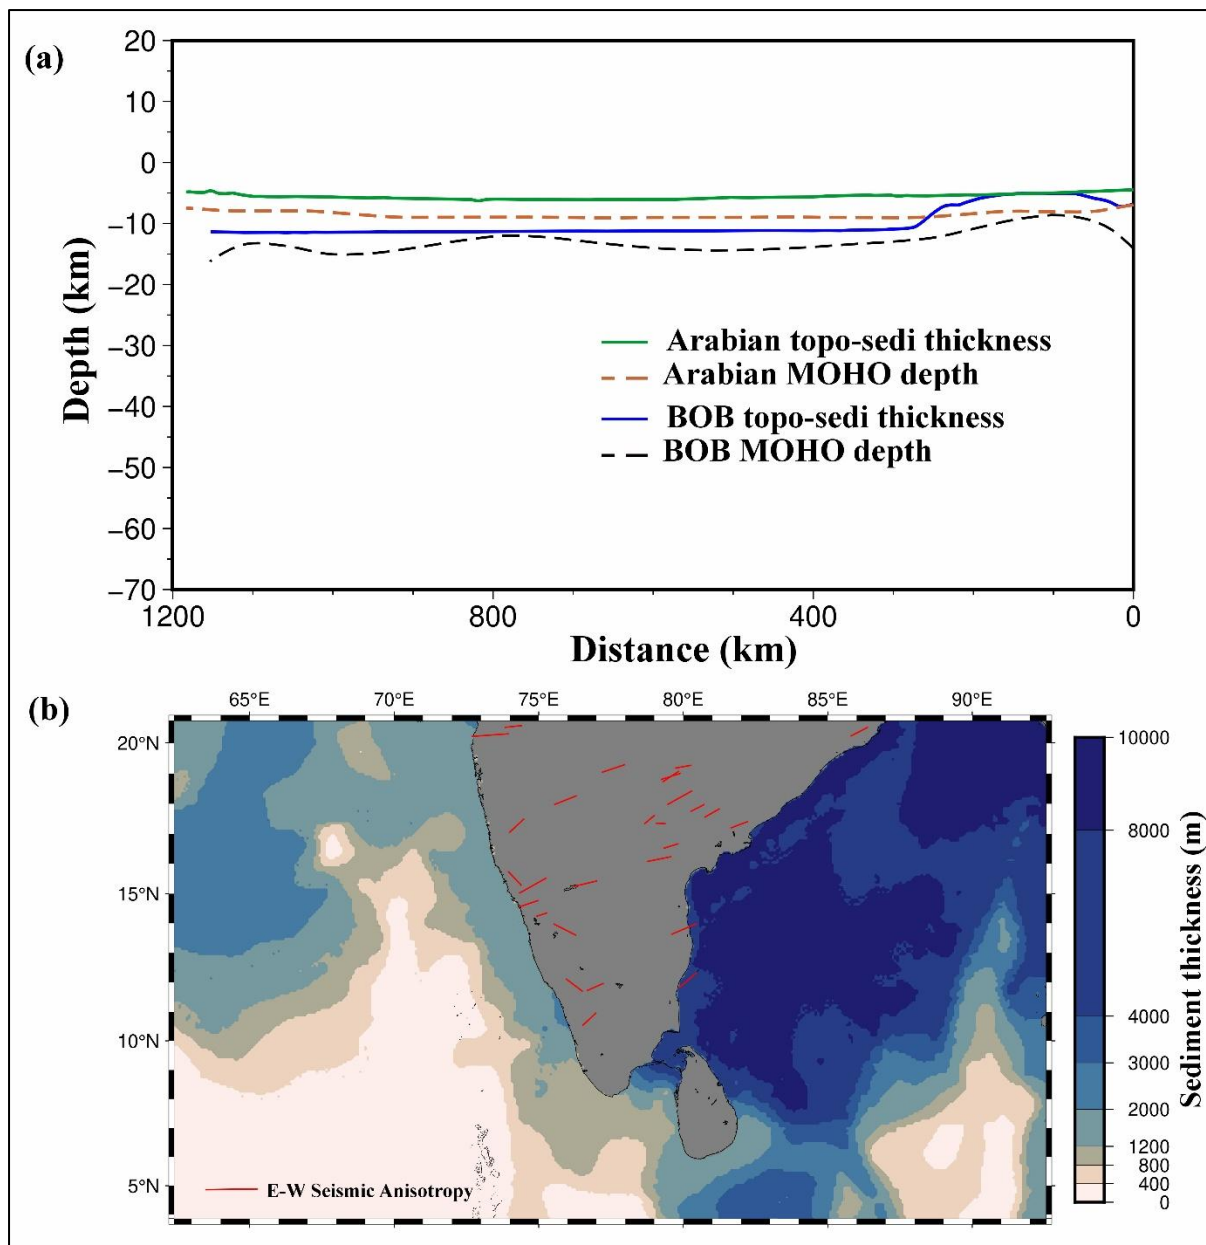 (a)
20
10
0
−10
−20
−30
−40
−50
−60
−70
Depth (km)
Arabian topo-sedi thickness
Arabian MOHO depth
BOB topo-sedi thickness
BOB MOHO depth
1200 800 400 0
Distance (km)
(b)
65°E 70°E 75°E 80°E 85°E 90°E
20°N
15°N
10°N
5°N
E-W Seismic Anisotropy
10000
8000
4000
3000
2000
1200
800
400
0
Sediment thickness (m)